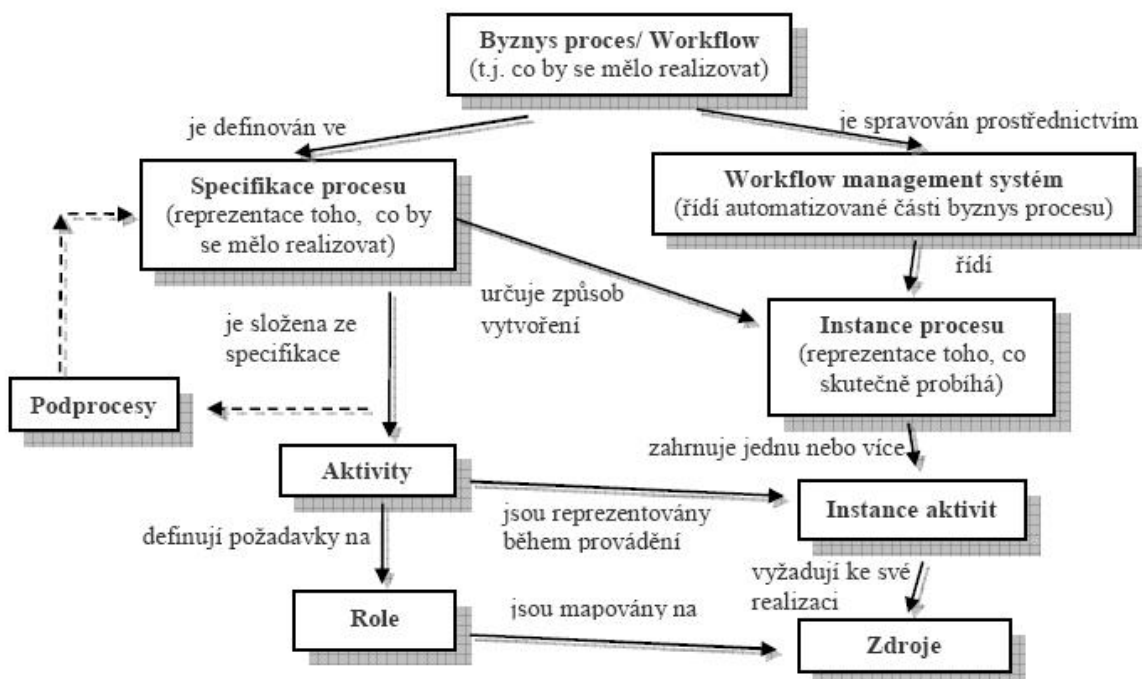 Byznys proces/ Workflow
(t.j. co by se mělo realizovat)
je definován ve
je spravován prostřednictvím
Specifikace procesu
(reprezentace toho, co by
se mělo realizovat)
Workflow management systém
(řídí automatizované části byznys procesu)
řídí
určuje způsob
vytvoření
je složena ze
specifikace
Instance procesu
(reprezentace toho, co
skutečně probíhá)
Podprocesy
zahrnuje jednu nebo více
Aktivity
Instance aktivit
jsou reprezentovány
během provádění
definují požadavky na
vyžadují ke své
realizaci
Role
jsou mapovány na
Zdroje